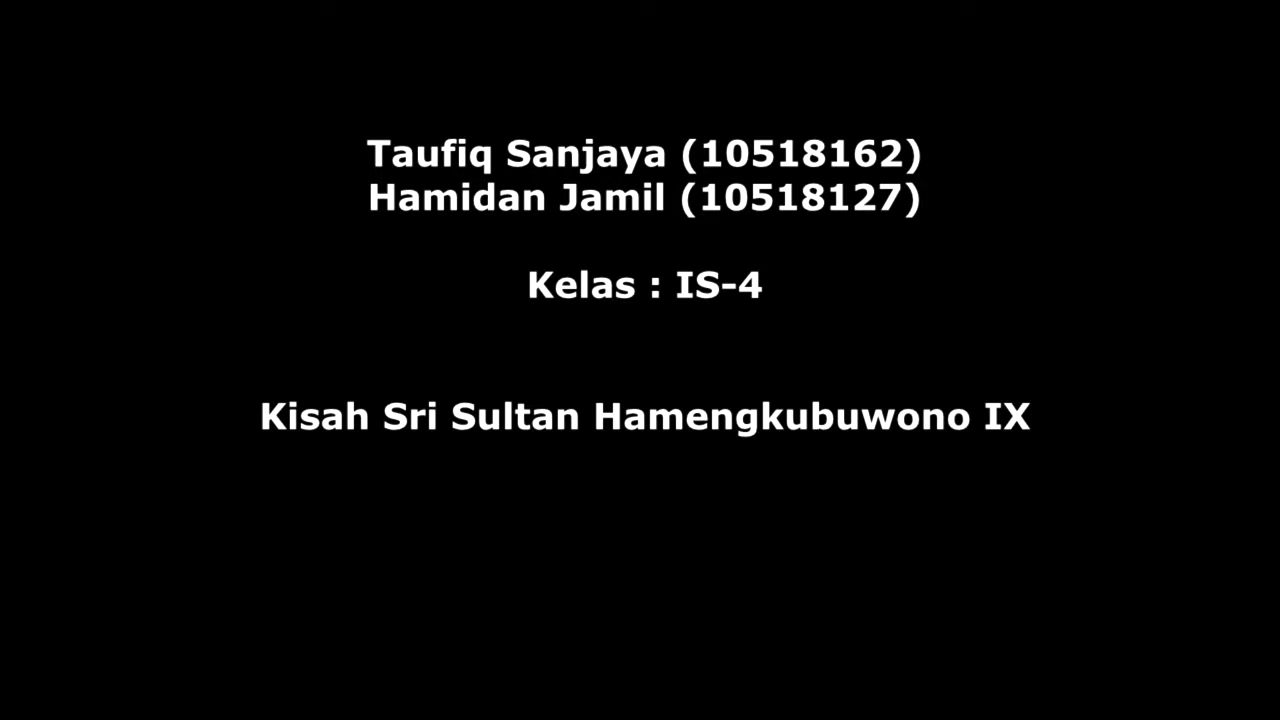 Taufiq Sanjaya (10518162)
Hamidan Jamil (10518127)
Kelas : IS-4
Kisah Sri Sultan Hamengkubuwono IX